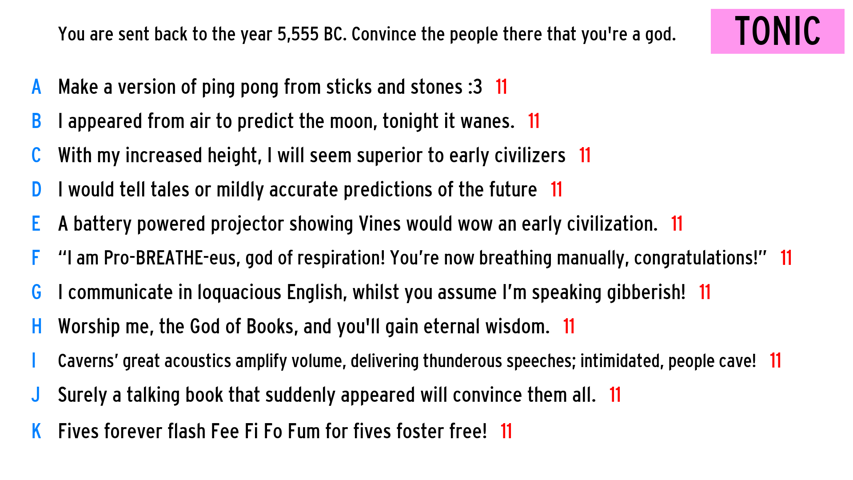 You are sent back to the year 5,555 BC. Convince the people there that you're a god.
TONIC
A Make a version of ping pong from sticks and stones :3 11
B I appeared from air to predict the moon, tonight it wanes. 11
C With my increased height, I will seem superior to early civilizers 11
D I would tell tales or mildly accurate predictions of the future 11
E A battery powered projector showing Vines would wow an early civilization. 11
F “I am Pro-BREATHE-eus, god of respiration! You’re now breathing manually, congratulations!” 11
G I communicate in loquacious English, whilst you assume I’m speaking gibberish! 11
H Worship me, the God of Books, and you'll gain eternal wisdom. 11
I Caverns’ great acoustics amplify volume, delivering thunderous speeches; intimidated, people cave! 11
J Surely a talking book that suddenly appeared will convince them all. 11
K Fives forever flash Fee Fi Fo Fum for fives foster free! 11